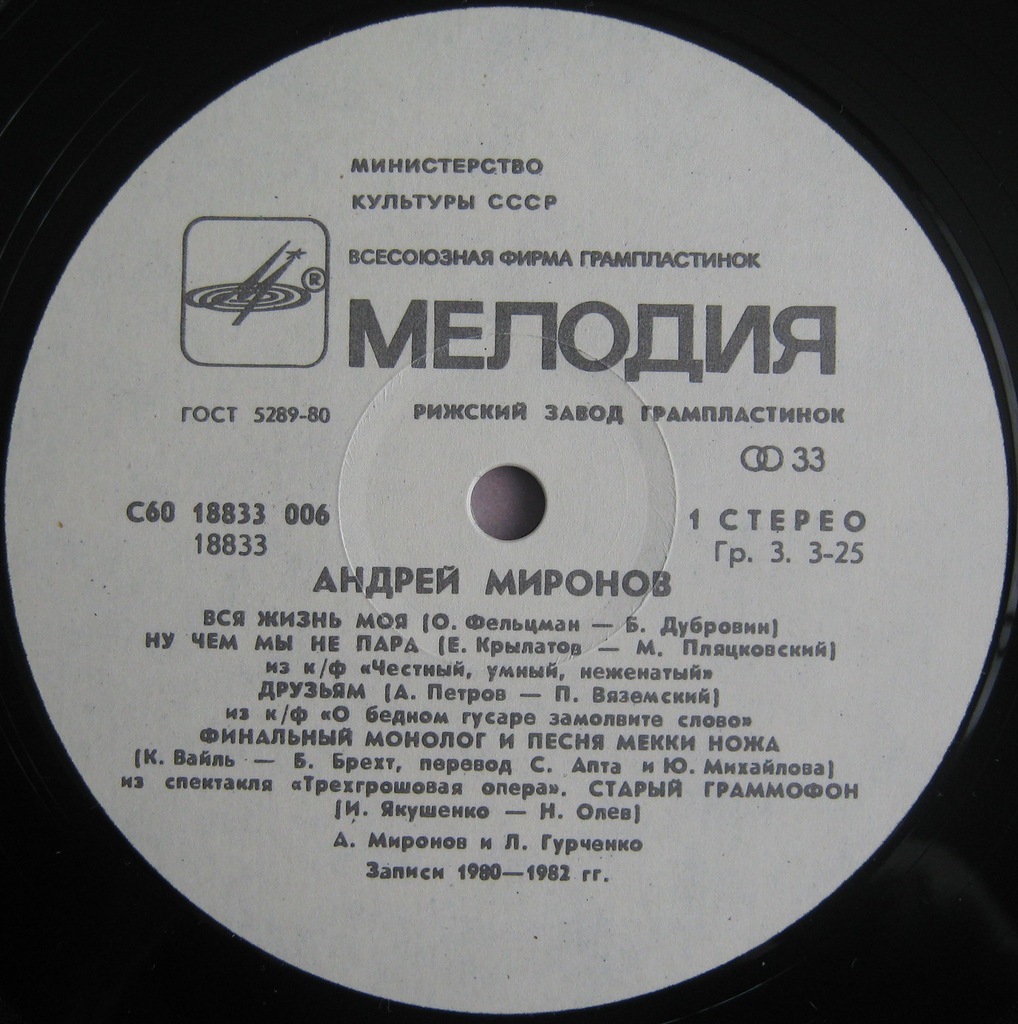 МИНИСТЕРСТВО
КУЛЬТУРЫ СССР
ВСЕСОЮЗНАЯ ФИРМА ГРАМПЛАСТИНОК
®
МЕЛОДИЯ
ГОСТ 5289-80
РИЖСКИЙ ЗАВОД ГРАМПЛАСТИНОК
33
С60 18833 006
18833
1 СТЕРЕО
Гр. 3. 3-25
АНДРЕЙ МИРОНОВ
ВСЯ ЖИЗНЬ МОЯ (О. Фельцман — Б. Дубровин)
НУ ЧЕМ МЫ НЕ ПАРА (Е. Крылатов — М. Пляцковский)
из к/ф «Честный, умный, неженатый»
ДРУЗЬЯМ (А. Петров — П. Вяземский)
из к/ф «О бедном гусаре замолвите слово»
ФИНАЛЬНЫЙ МОНОЛОГ И ПЕСНЯ МЕККИ НОЖА
(К. Вайль — Б. Брехт, перевод С. Апта и Ю. Михайлова)
из спектакля «Трехгрошовая опера». СТАРЫЙ ГРАММОФОН
(И. Якушенко — Н. Олев)
А. Миронов и Л. Гурченко
Записи 1980—1982 гг.